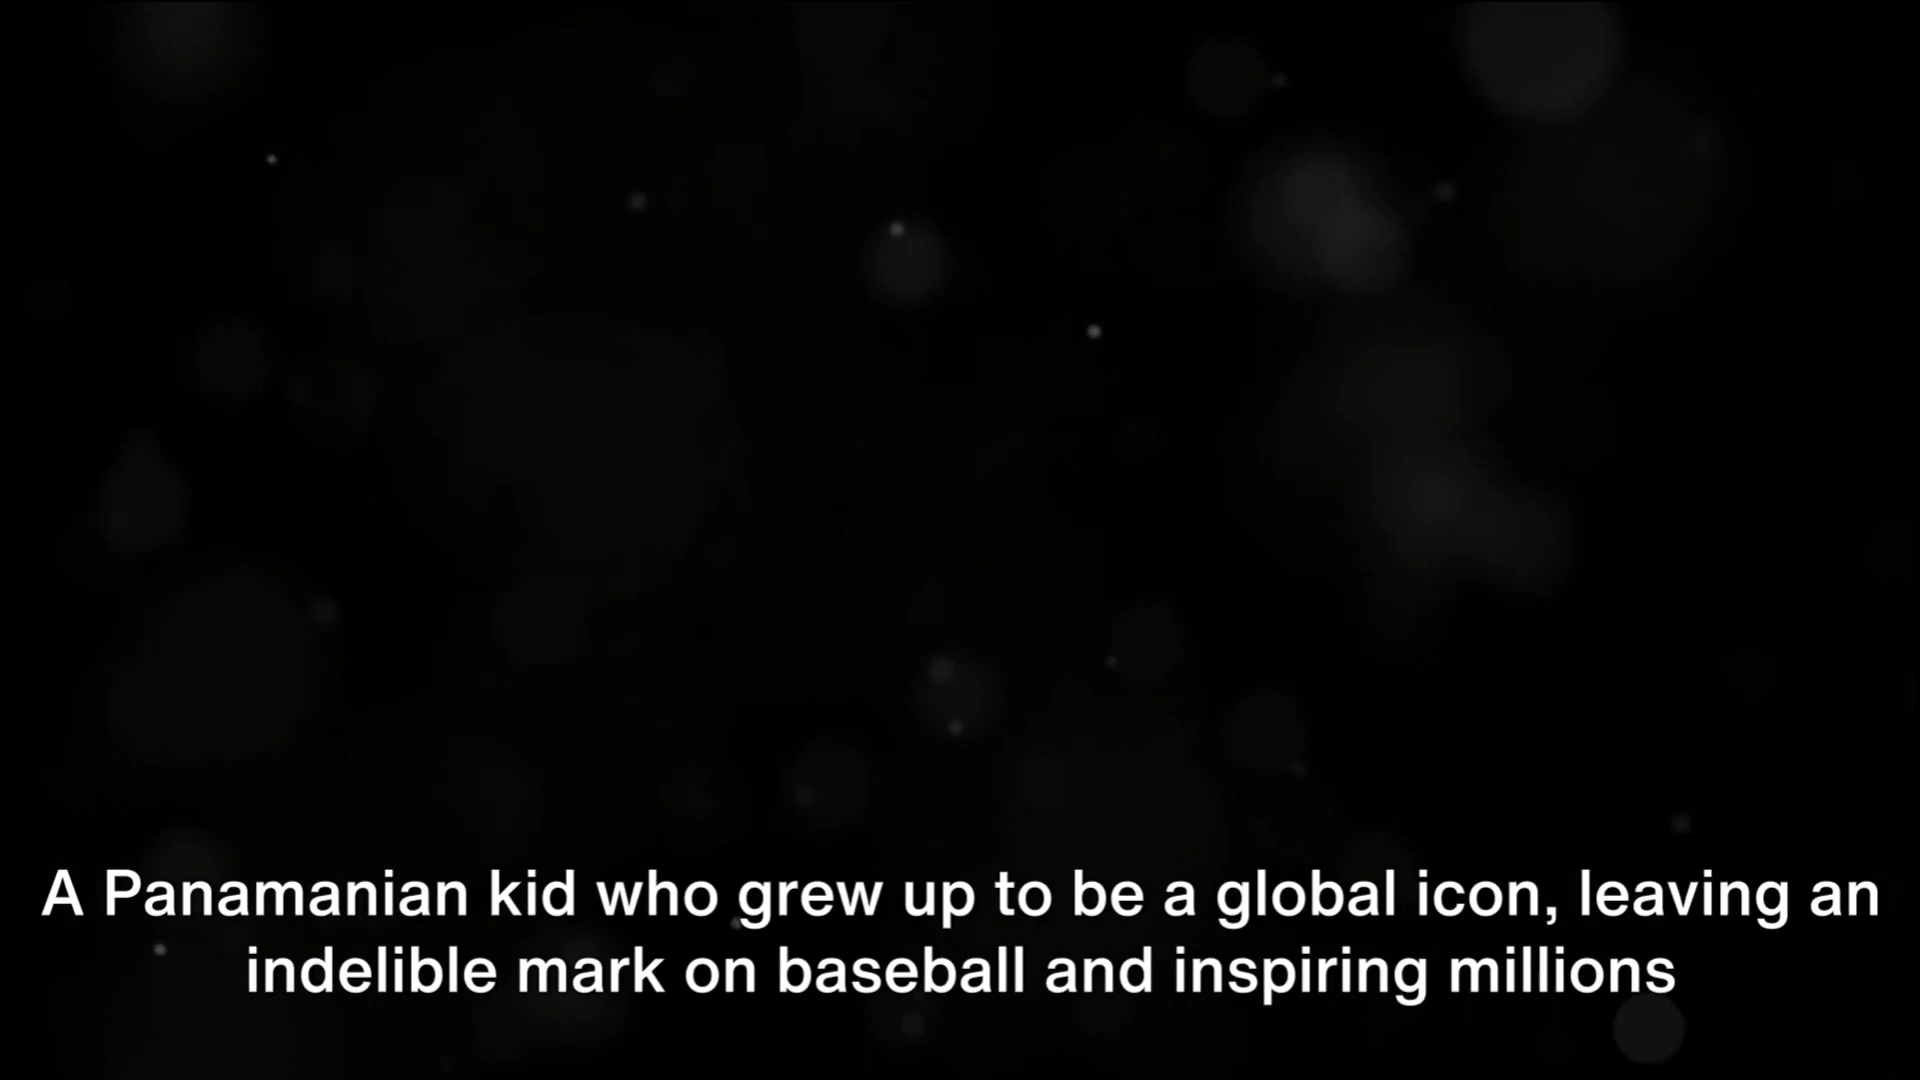 A Panamanian kid who grew up to be a global icon, leaving an
indelible mark on baseball and inspiring millions